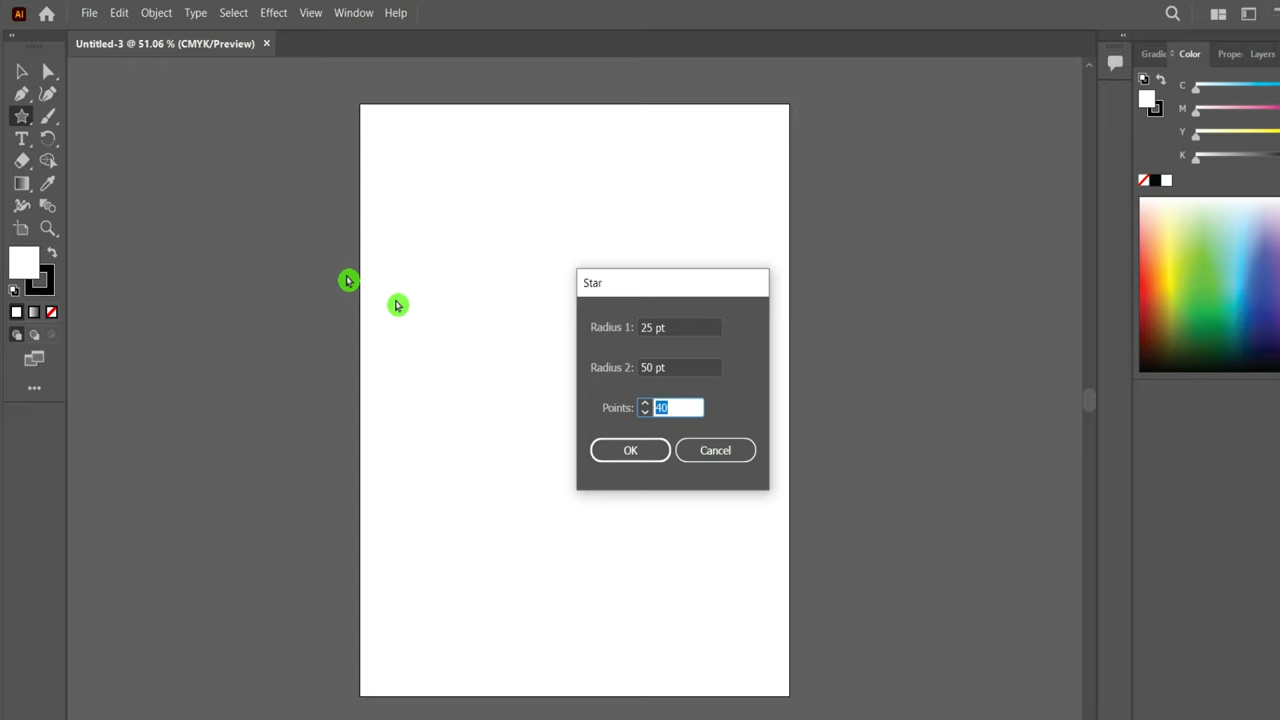 Ai File Edit Object Type Select Effect View Window Help
Untitled-3 @ 51.06 % (CMYK/Preview) ×
Gradie Color Prope Layers
C
M
Y
K
T
Star
Radius 1: 25 pt
Radius 2: 50 pt
Points: 40
OK Cancel